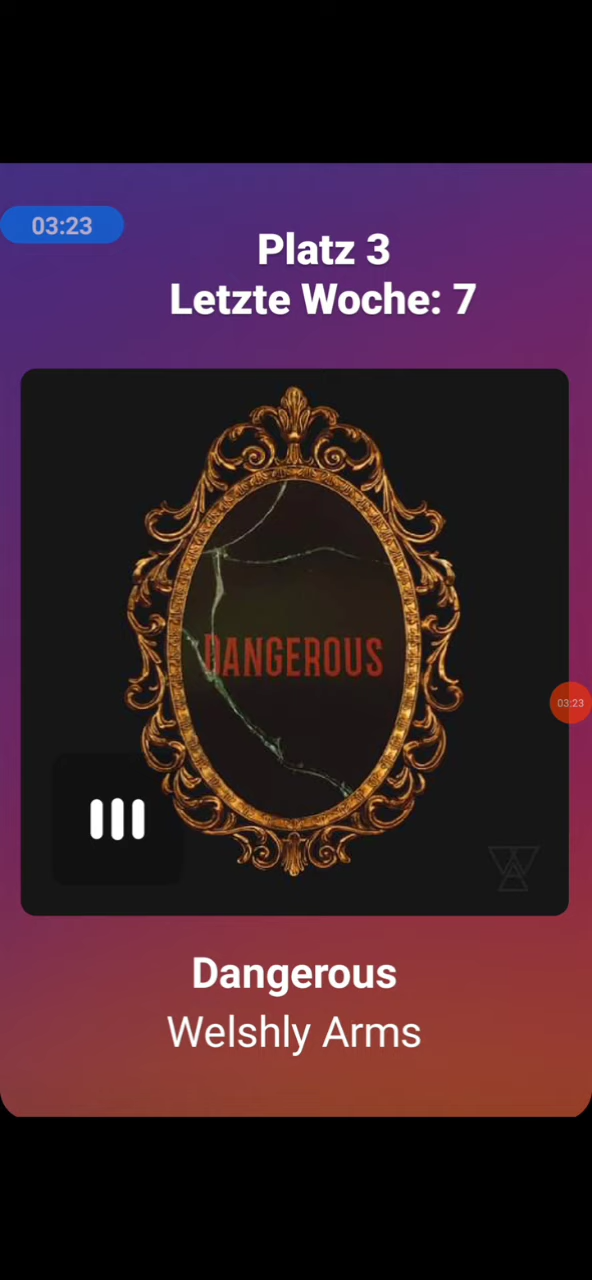 03:23
Platz 3
Letzte Woche: 7
DANGEROUS
03:23
Dangerous
Welshly Arms